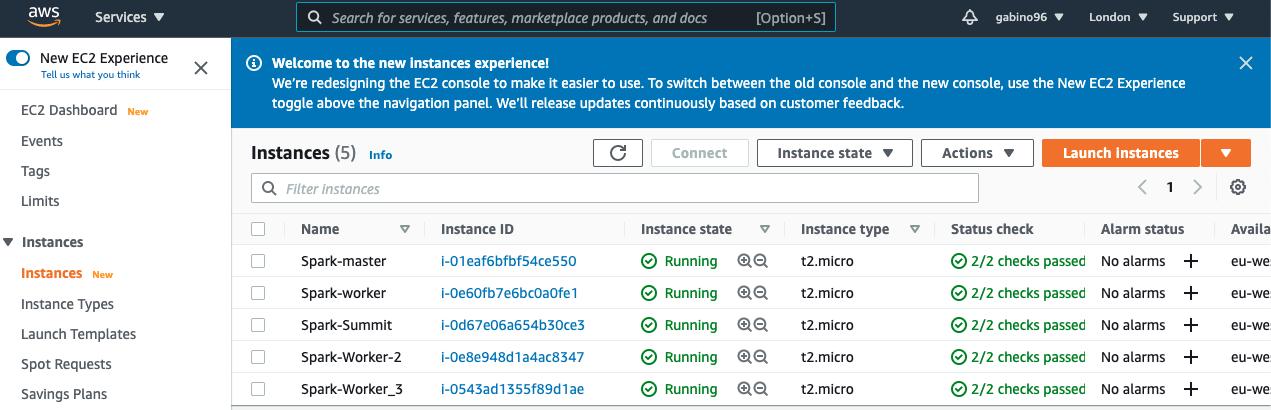 aws Services Search for services, features, marketplace products, and docs [Option+S] gabino96 London Support
New EC2 Experience
Tell us what you think
EC2 Dashboard New
Events
Tags
Limits
Instances
Instances New
Instance Types
Launch Templates
Spot Requests
Savings Plans
Welcome to the new instances experience!
We're redesigning the EC2 console to make it easier to use. To switch between the old console and the new console, use the New EC2 Experience
toggle above the navigation panel. We'll release updates continuously based on customer feedback.
Instances (5) Info Connect Instance state Actions Launch instances
Filter instances 1
Name Instance ID Instance state Instance type Status check Alarm status Availa
Spark-master i-01eaf6bfbf54ce550 Running t2.micro 2/2 checks passed No alarms eu-wes
Spark-worker i-0e60fb7e6bc0a0fe1 Running t2.micro 2/2 checks passed No alarms eu-wes
Spark-Summit i-0d67e06a654b30ce3 Running t2.micro 2/2 checks passed No alarms eu-wes
Spark-Worker-2 i-0e8e948d1a4ac8347 Running t2.micro 2/2 checks passed No alarms eu-wes
Spark-Worker_3 i-0543ad1355f89d1ae Running t2.micro 2/2 checks passed No alarms eu-wes